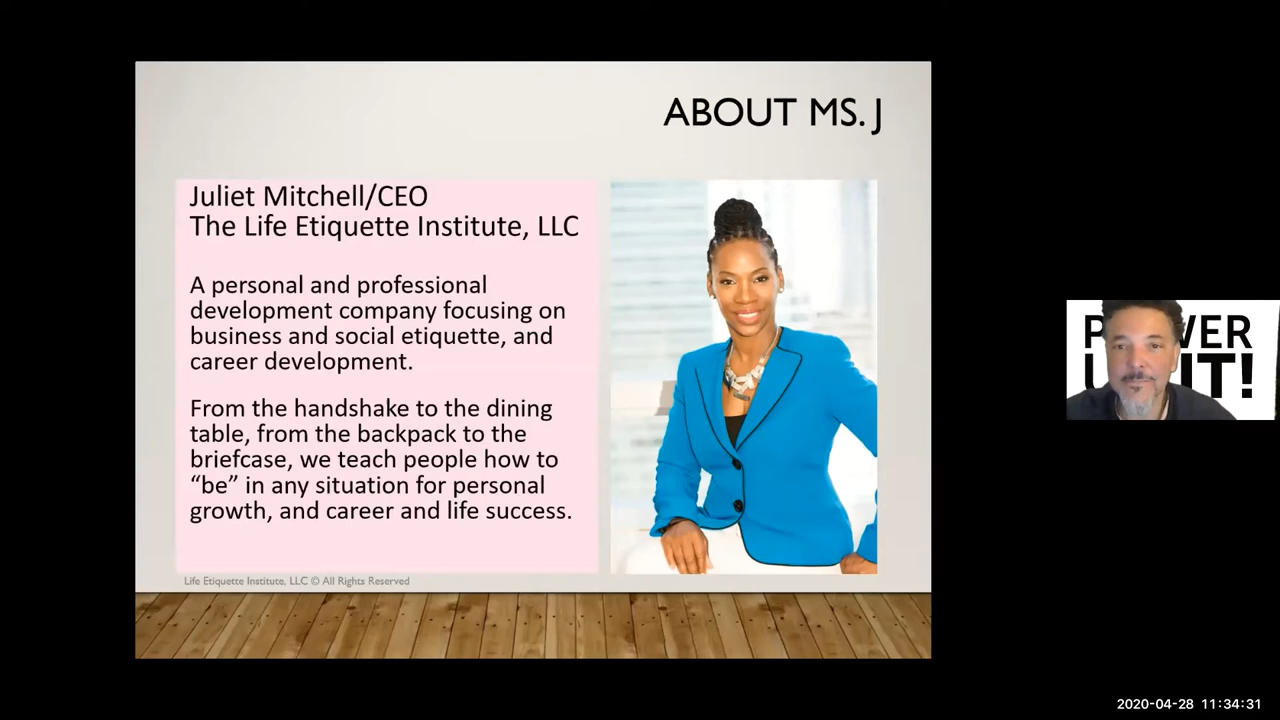 ABOUT MS. J
Juliet Mitchell/CEO
The Life Etiquette Institute, LLC
A personal and professional
development company focusing on
business and social etiquette, and
career development.
From the handshake to the dining
table, from the backpack to the
briefcase, we teach people how to
“be” in any situation for personal
growth, and career and life success.
Life Etiquette Institute, LLC © All Rights Reserved
2020-04-28 11:34:31